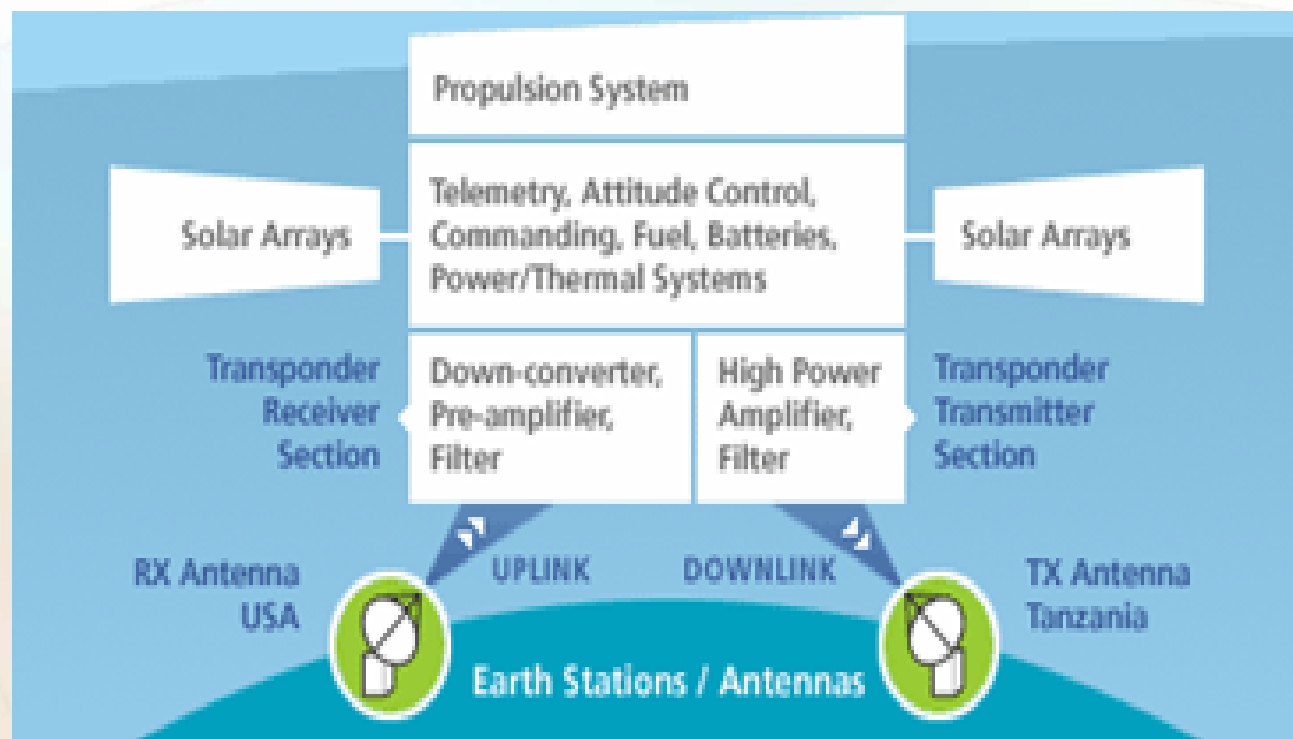 Propulsion System
Solar Arrays
Telemetry, Attitude Control,
Commanding, Fuel, Batteries,
Power/Thermal Systems
Solar Arrays
Transponder
Receiver
Section
Down-converter,
Pre-amplifier,
Filter
High Power
Amplifier,
Filter
Transponder
Transmitter
Section
RX Antenna
USA
UPLINK
DOWNLINK
TX Antenna
Tanzania
Earth Stations / Antennas